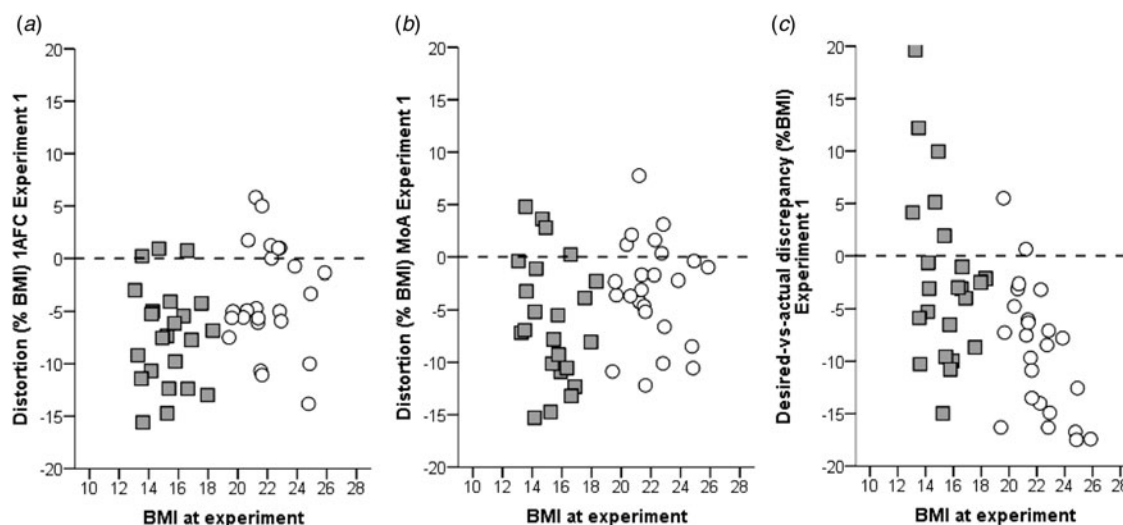 (a)
Distortion (% BMI) 1AFC Experiment 1
20
15
10
5
0
-5
-10
-15
-20
10 12 14 16 18 20 22 24 26 28
BMI at experiment
(b)
Distortion (% BMI) MoA Experiment 1
20
15
10
5
0
-5
-10
-15
-20
10 12 14 16 18 20 22 24 26 28
BMI at experiment
(c)
Desired-vs-actual discrepancy (%BMI)
Experiment 1
20
15
10
5
0
-5
-10
-15
-20
10 12 14 16 18 20 22 24 26 28
BMI at experiment